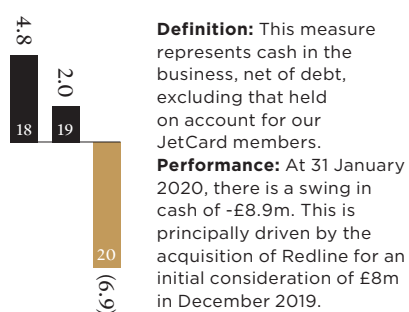 4.8
2.0
18
19
20
(6.9)
Definition: This measure
represents cash in the
business, net of debt,
excluding that held
on account for our
JetCard members.
Performance: At 31 January
2020, there is a swing in
cash of -£8.9m. This is
principally driven by the
acquisition of Redline for an
initial consideration of £8m
in December 2019.